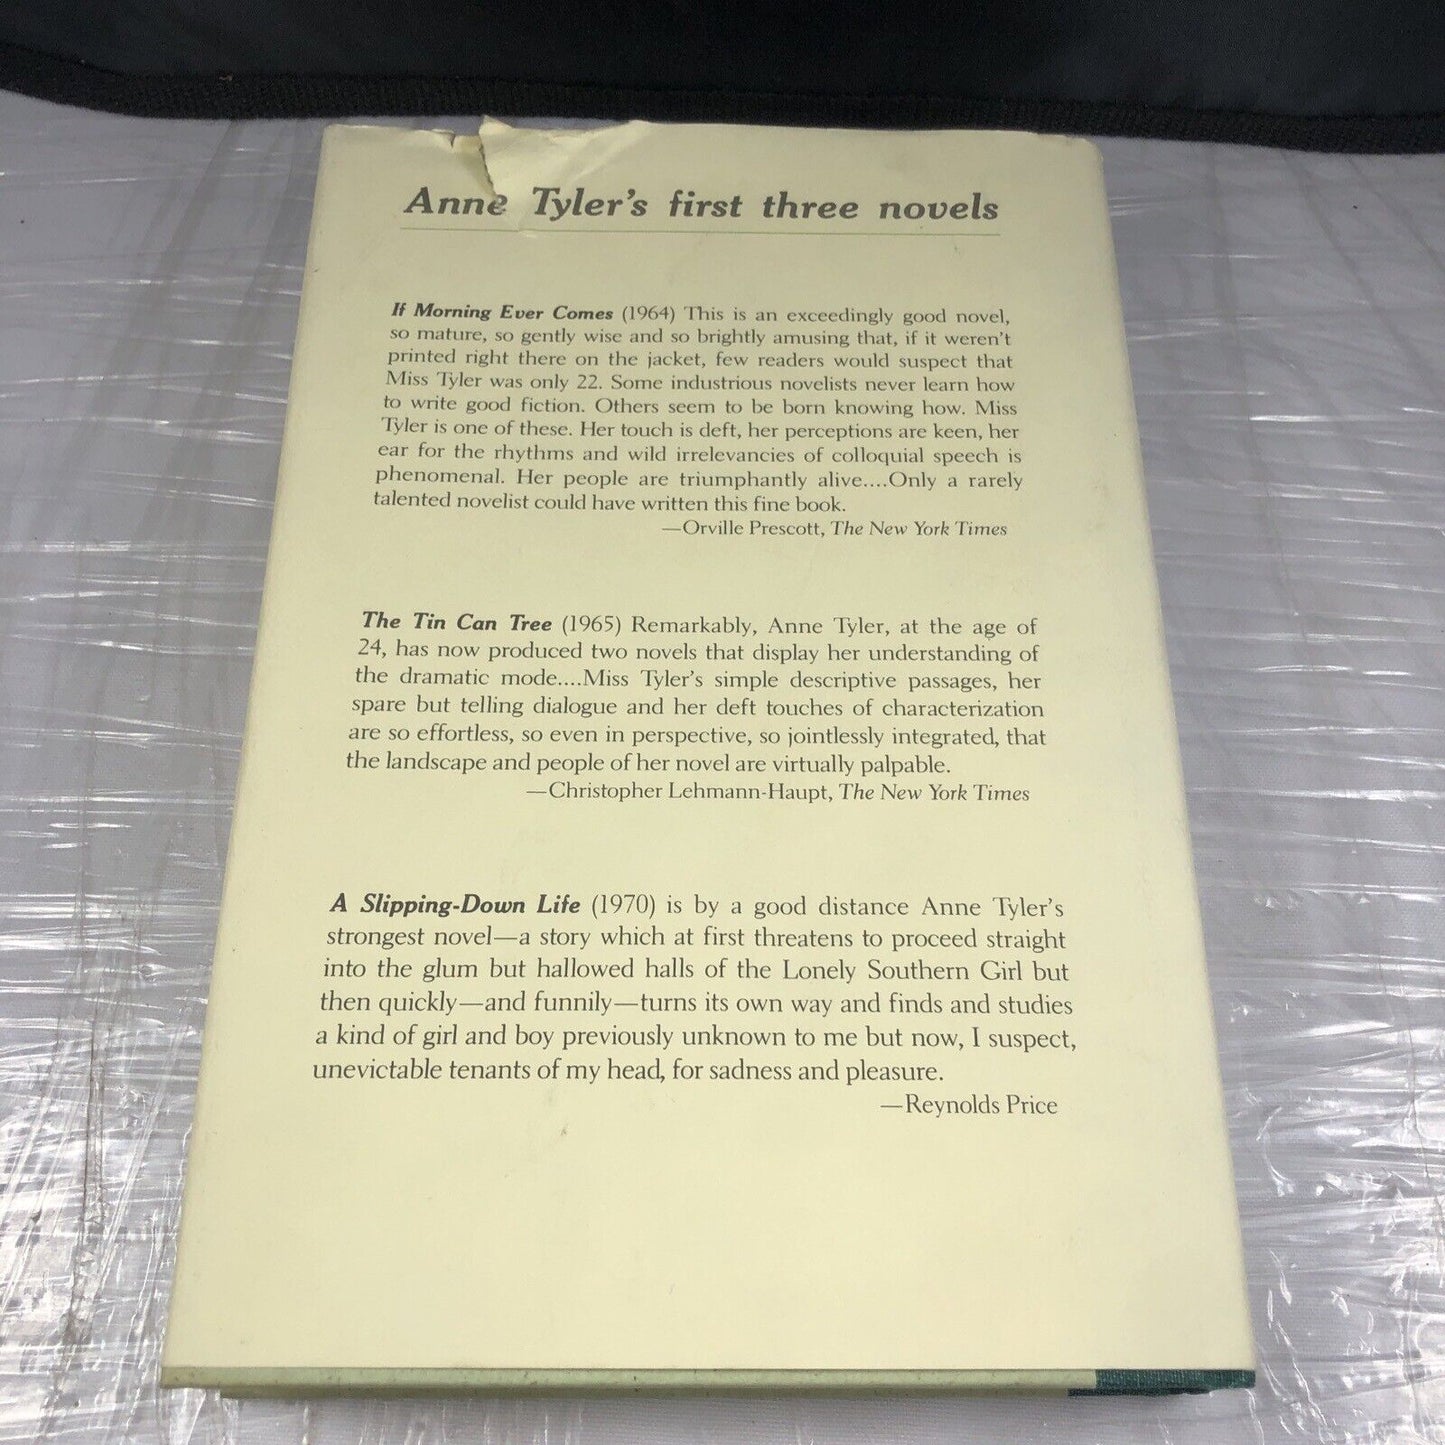 Anne Tyler's first three novels
If Morning Ever Comes (1964) This is an exceedingly good novel,
so mature, so gently wise and so brightly amusing that, if it weren't
printed right there on the jacket, few readers would suspect that
Miss Tyler was only 22. Some industrious novelists never learn how
to write good fiction. Others seem to be born knowing how. Miss
Tyler is one of these. Her touch is deft, her perceptions are keen, her
ear for the rhythms and wild irrelevancies of colloquial speech is
phenomenal. Her people are triumphantly alive....Only a rarely
talented novelist could have written this fine book.
—Orville Prescott, The New York Times
The Tin Can Tree (1965) Remarkably, Anne Tyler, at the age of
24, has now produced two novels that display her understanding of
the dramatic mode....Miss Tyler's simple descriptive passages, her
spare but telling dialogue and her deft touches of characterization
are so effortless, so even in perspective, so jointlessly integrated, that
the landscape and people of her novel are virtually palpable.
—Christopher Lehmann-Haupt, The New York Times
A Slipping-Down Life (1970) is by a good distance Anne Tyler's
strongest novel—a story which at first threatens to proceed straight
into the glum but hallowed halls of the Lonely Southern Girl but
then quickly—and funnily—turns its own way and finds and studies
a kind of girl and boy previously unknown to me but now, I suspect,
unevictable tenants of my head, for sadness and pleasure.
—Reynolds Price